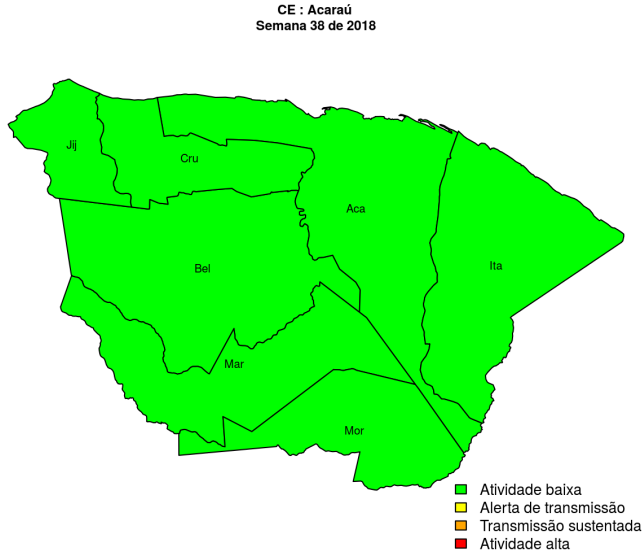 CE : Acaraú
Semana 38 de 2018
Jij
Cru
Aca
Bel
Ita
Mar
Mor
Atividade baixa
Alerta de transmissão
Transmissão sustentada
Atividade alta